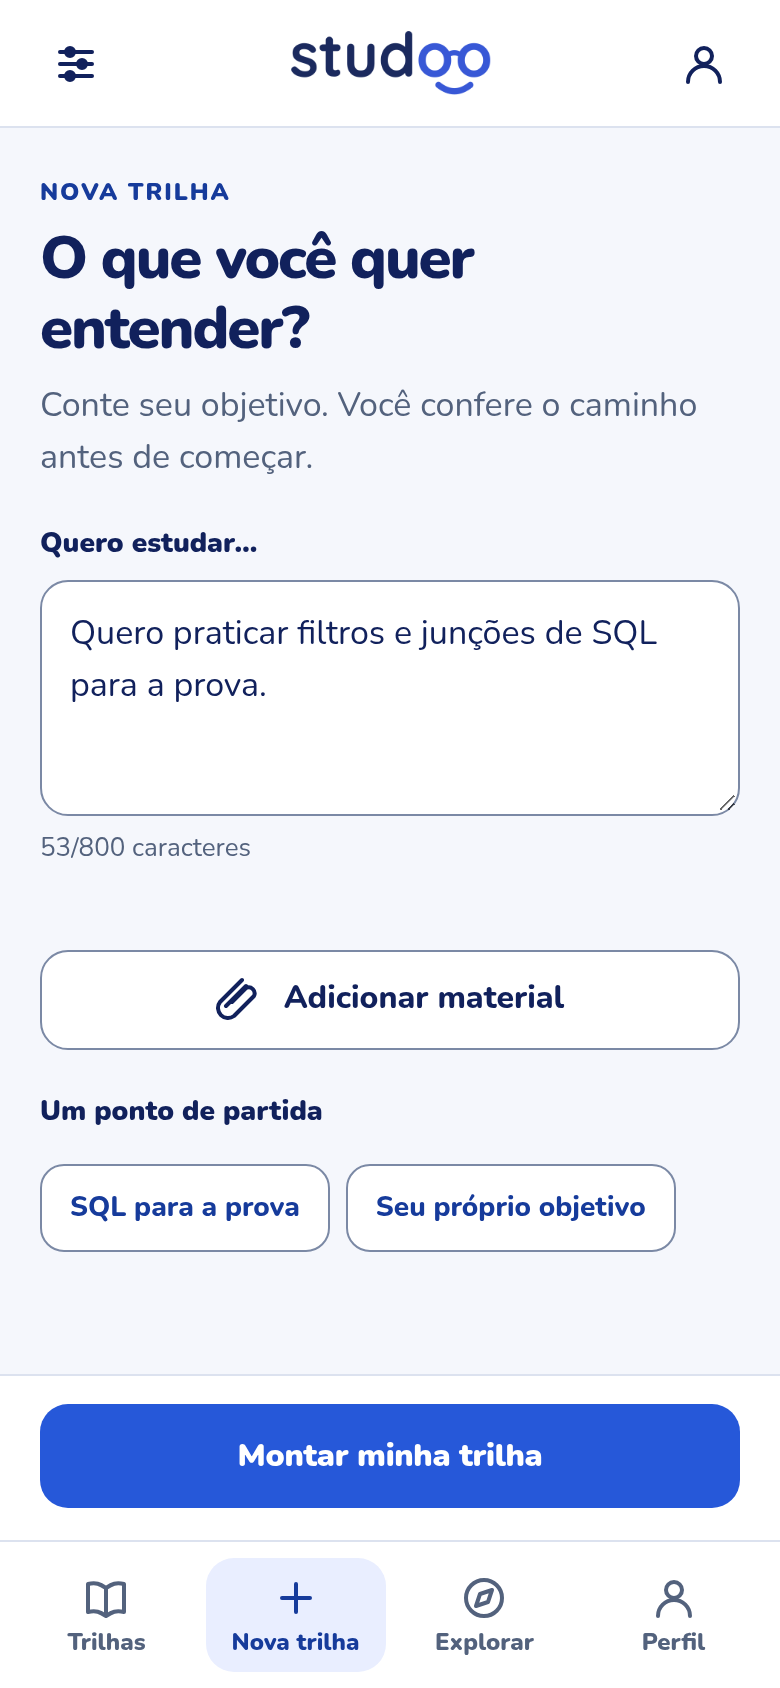 studoo
NOVA TRILHA
O que você quer
entender?
Conte seu objetivo. Você confere o caminho
antes de começar.
Quero estudar...
Quero praticar filtros e junções de SQL
para a prova.
53/800 caracteres
Adicionar material
Um ponto de partida
SQL para a prova
Seu próprio objetivo
Montar minha trilha
Trilhas
Nova trilha
Explorar
Perfil